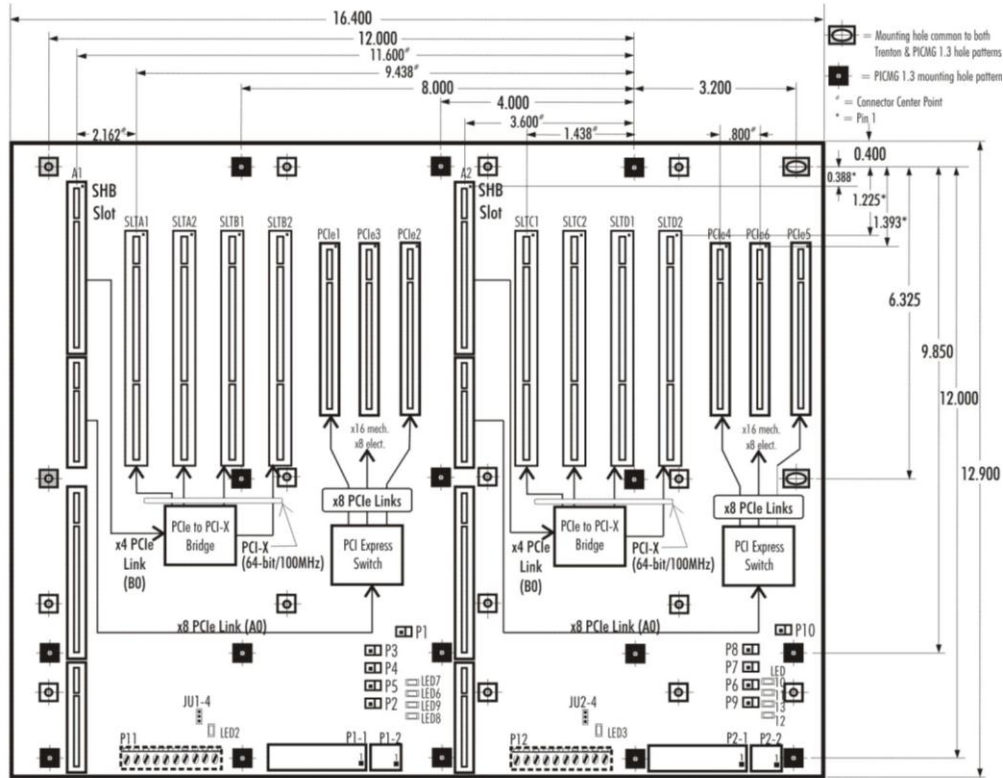 16.400
12.000
= Mounting hole common to both
Trenton & PICMG 1.3 hole patterns
11.600#
9.438#
= PICMG 1.3 mounting hole pattern
8.000
3.200
4.000
# = Connector Center Point
* = Pin 1
3.600#
2.162#
1.438#
.800#
0.400
0.388*
1.225*
1.393*
A1
A2
SHB
Slot
SHB
Slot
SLTA1
SLTA2
SLTB1
SLTB2
PCIe1
PCIe3
PCIe2
SLTC1
SLTC2
SLTD1
SLTD2
PCIe4
PCIe6
PCIe5
6.325
9.850
12.000
12.900
x16 mech.
x8 elect.
x16 mech.
x8 elect.
x8 PCIe Links
x8 PCIe Links
PCIe to PCI-X
Bridge
PCI Express
Switch
PCIe to PCI-X
Bridge
PCI Express
Switch
x4 PCIe
Link
(B0)
PCI-X
(64-bit/100MHz)
x4 PCIe
Link
(B0)
PCI-X
(64-bit/100MHz)
x8 PCIe Link (A0)
x8 PCIe Link (A0)
P1
P10
P3
P4
P5
P2
LED7
LED6
LED9
LED8
P8
P7
P6
P9
LED
10
11
13
12
JU1-4
LED2
JU2-4
LED3
P11
P1-1
P1-2
P12
P2-1
P2-2